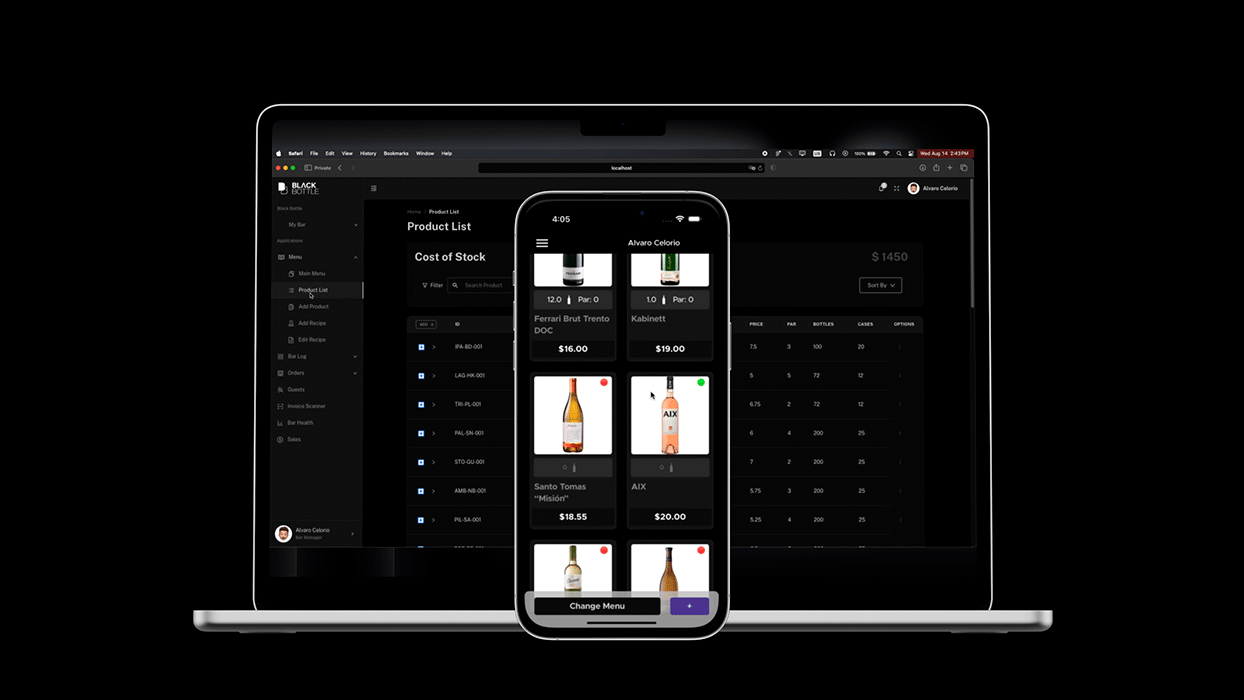 Safari File Edit View History Bookmarks Window Help
100%
Wed Aug 14 2:43 PM
Private
localhost
BLACK
BOTTLE
Alvaro Celorio
Black Bottle
My Bar
Applications
Menu
Main Menu
Product List
Add Product
Add Recipe
Edit Recipe
Bar Log
Orders
Guests
Invoice Scanner
Bar Health
Sales
Alvaro Celorio
Bar Manager
Home / Product List
Product List
Cost of Stock
$ 1450
Filter
Search Product
Sort By
ADD +
ID
PRICE PAR BOTTLES CASES OPTIONS
IPA-BD-001
7.5 3 100 20
LAG-HK-001
5 5 72 12
TRI-PL-001
6.75 2 72 12
PAL-SN-001
6 4 200 25
STO-GU-001
7 2 200 25
AMB-NB-001
5.75 3 200 25
PIL-SA-001
5.25 4 200 25
4:05
Alvaro Celorio
12.0 Par: 0
1.0 Par: 0
Ferrari Brut Trento
DOC
Kabinett
$16.00
$19.00
AIX
Santo Tomas
“Misión”
AIX
$18.55
$20.00
Change Menu
+